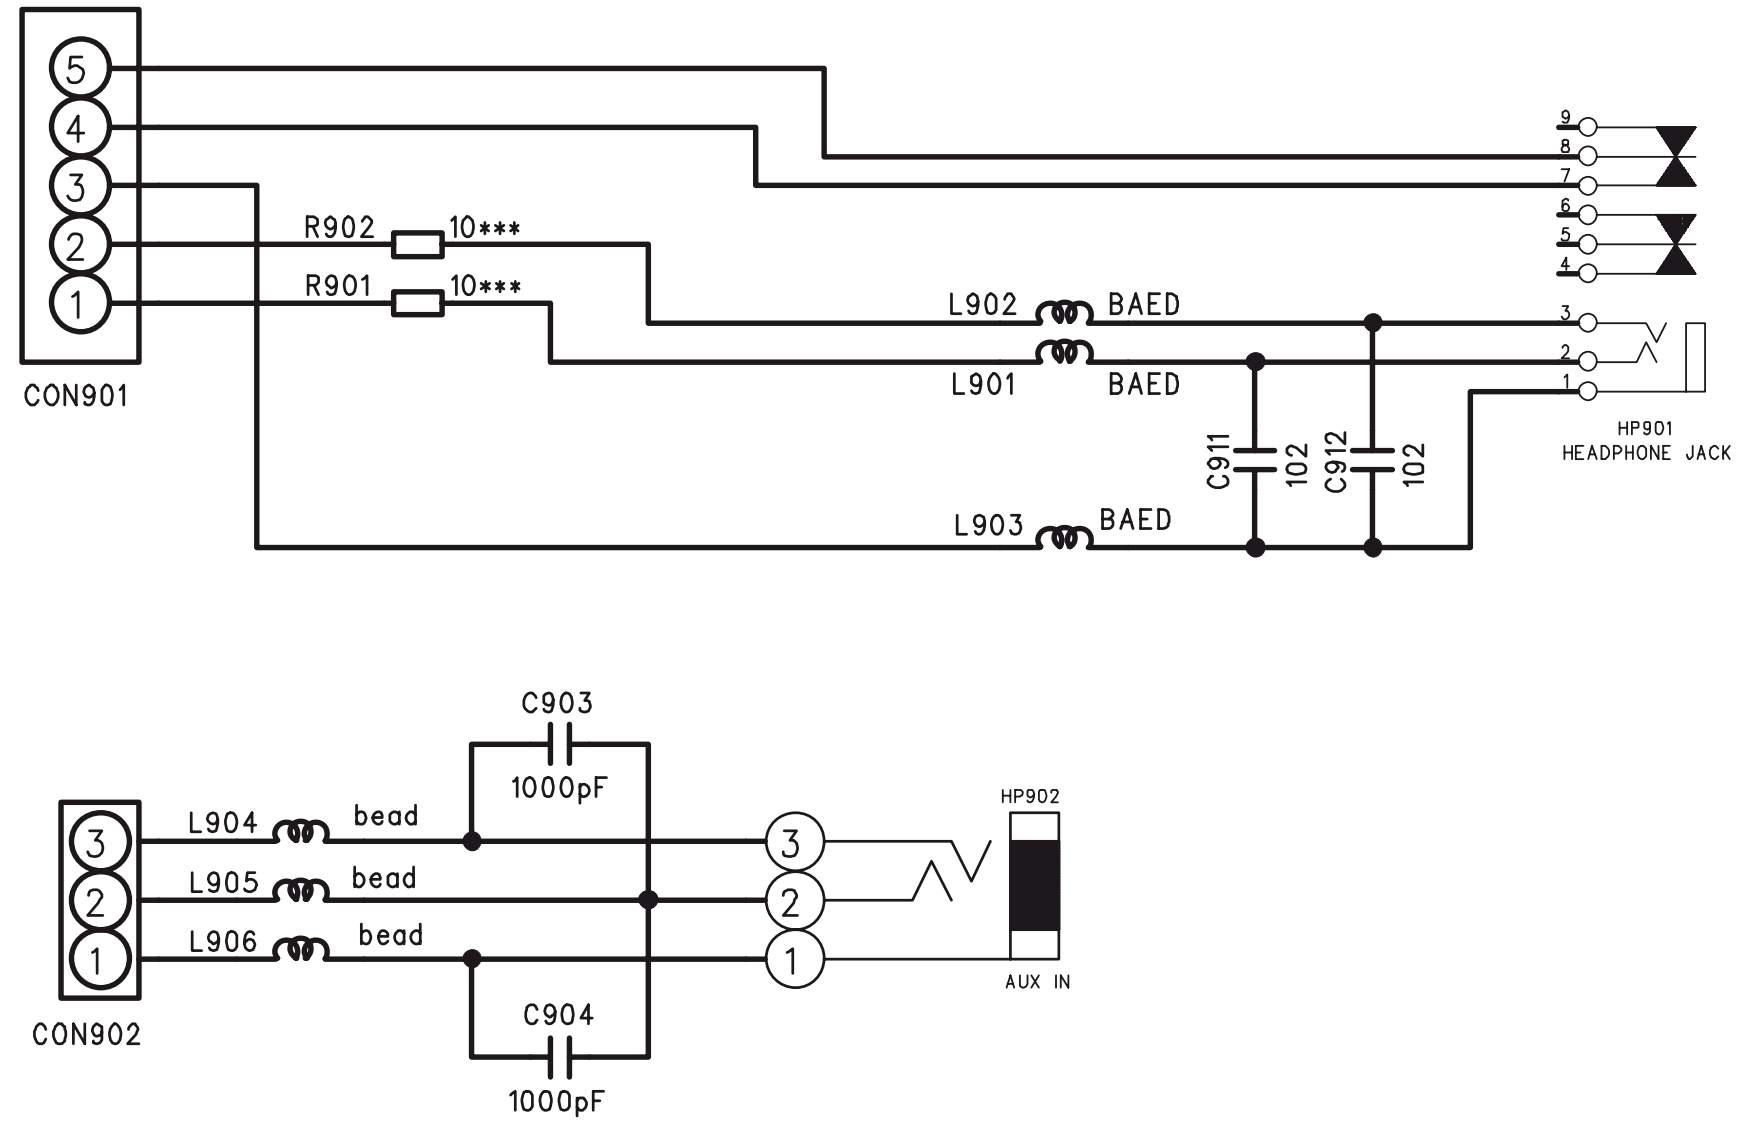 5
4
3
2
1
CON901
R902 10***
R901 10***
L902 BAED
L901 BAED
L903 BAED
C911 102
C912 102
9
8
7
6
5
4
3
2
1
HP901
HEADPHONE JACK
C903
1000pF
3
2
1
CON902
L904 bead
L905 bead
L906 bead
C904
1000pF
3
2
1
HP902
AUX IN